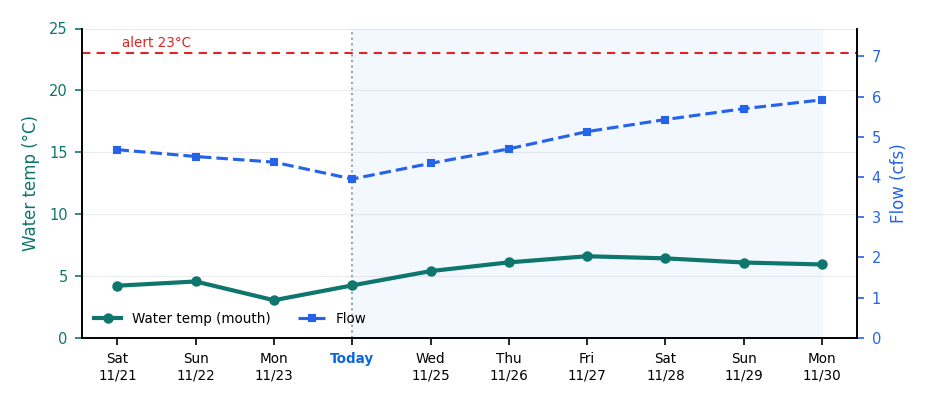 25
20
15
10
5
0
Water temp (°C)
alert 23°C
7
6
5
4
3
2
1
0
Flow (cfs)
Water temp (mouth)
Flow
Sat
11/21
Sun
11/22
Mon
11/23
Today
Wed
11/25
Thu
11/26
Fri
11/27
Sat
11/28
Sun
11/29
Mon
11/30